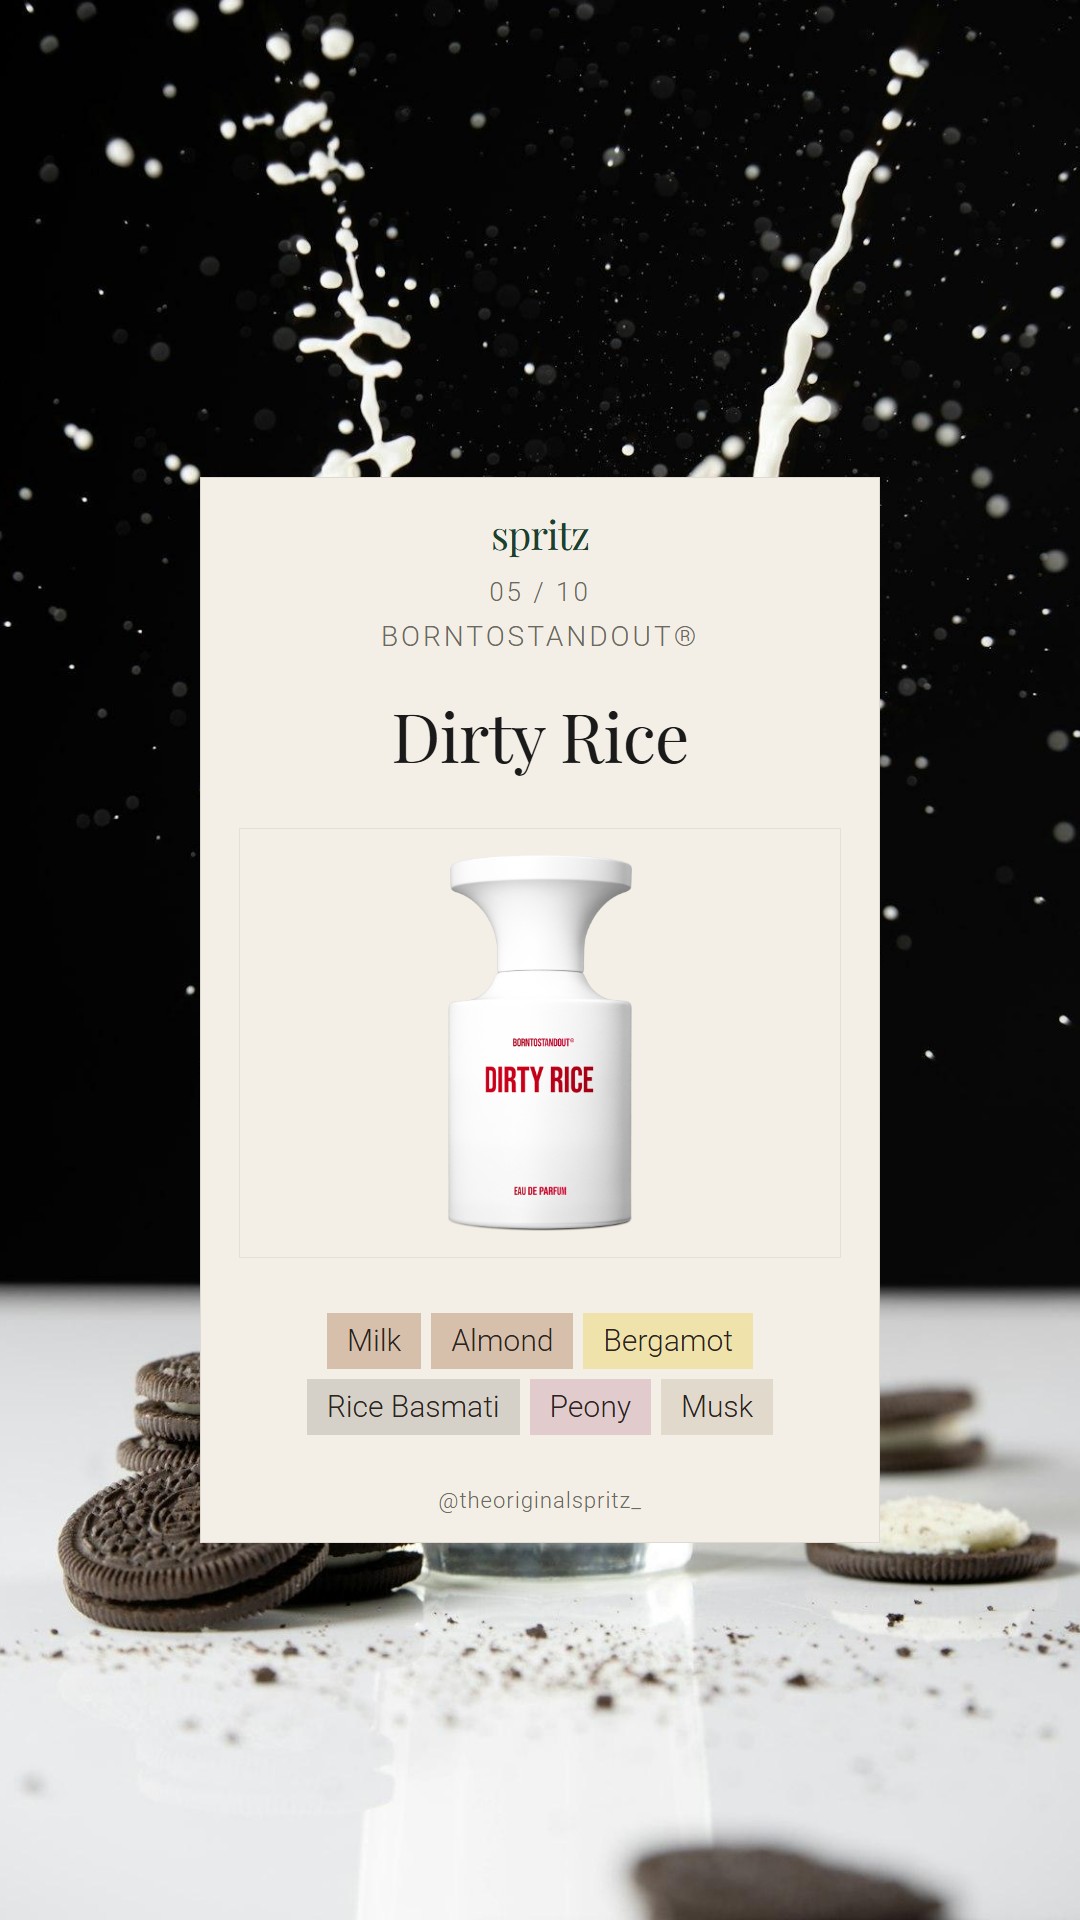 spritz
05 / 10
BORNTOSTANDOUT®
Dirty Rice
BORNTOSTANDOUT®
DIRTY RICE
EAU DE PARFUM
Milk Almond Bergamot
Rice Basmati Peony Musk
@theoriginalspritz_